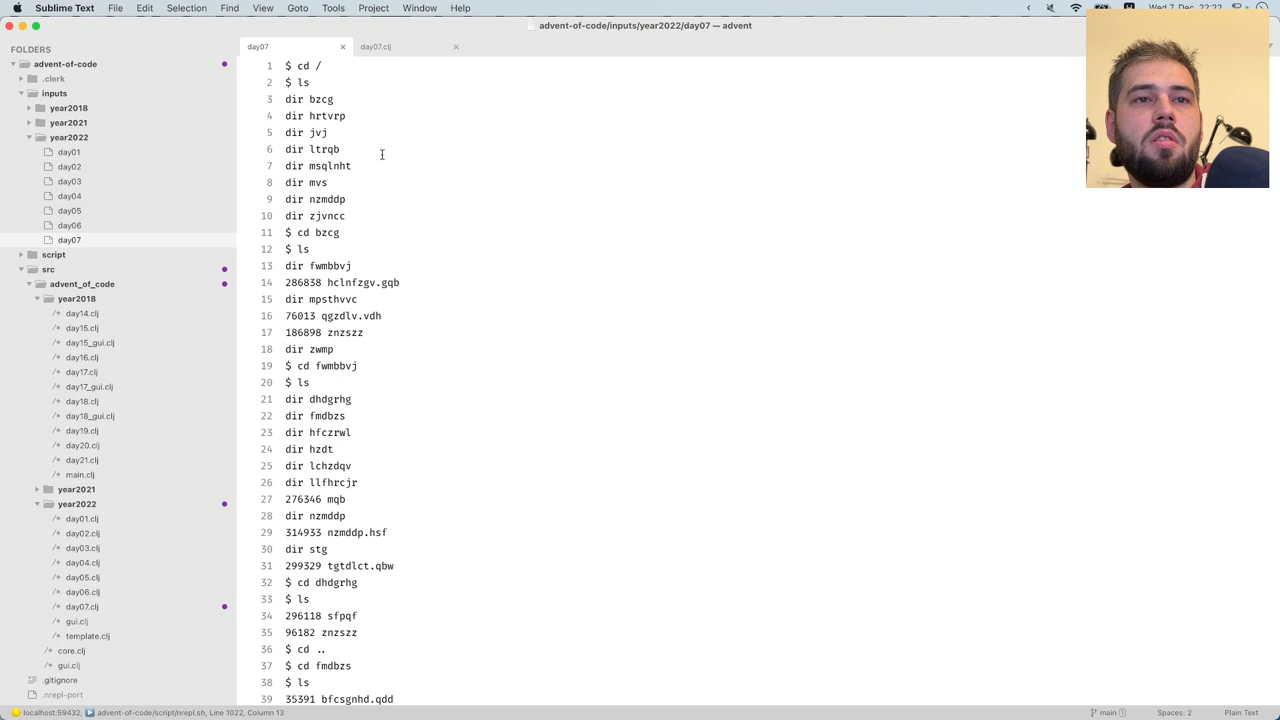 Sublime Text File Edit Selection Find View Goto Tools Project Window Help
Wed 7. Dec 22:22
advent-of-code/inputs/year2022/day07 — advent
FOLDERS
advent-of-code
.clerk
inputs
year2018
year2021
year2022
day01
day02
day03
day04
day05
day06
day07
script
src
advent_of_code
year2018
day14.clj
day15.clj
day15_gui.clj
day16.clj
day17.clj
day17_gui.clj
day18.clj
day18_gui.clj
day19.clj
day20.clj
day21.clj
main.clj
year2021
year2022
day01.clj
day02.clj
day03.clj
day04.clj
day05.clj
day06.clj
day07.clj
gui.clj
template.clj
core.clj
gui.clj
.gitignore
.nrepl-port
day07 day07.clj
1 $ cd /
2 $ ls
3 dir bzcg
4 dir hrtvrp
5 dir jvj
6 dir ltrqb
7 dir msqlnht
8 dir mvs
9 dir nzmddp
10 dir zjvncc
11 $ cd bzcg
12 $ ls
13 dir fwmbbvj
14 286838 hclnfzgv.gqb
15 dir mpsthvvc
16 76013 qgzdlv.vdh
17 186898 znzszz
18 dir zwmp
19 $ cd fwmbbvj
20 $ ls
21 dir dhdgrhg
22 dir fmdbzs
23 dir hfczrwl
24 dir hzdt
25 dir lchzdqv
26 dir llfhrcjr
27 276346 mqb
28 dir nzmddp
29 314933 nzmddp.hsf
30 dir stg
31 299329 tgtdlct.qbw
32 $ cd dhdgrhg
33 $ ls
34 296118 sfpqf
35 96182 znzszz
36 $ cd ..
37 $ cd fmdbzs
38 $ ls
39 35391 bfcsgnhd.qdd
localhost:59432, advent-of-code/script/nrepl.sh, Line 1022, Column 13 main 1 Spaces: 2 Plain Text